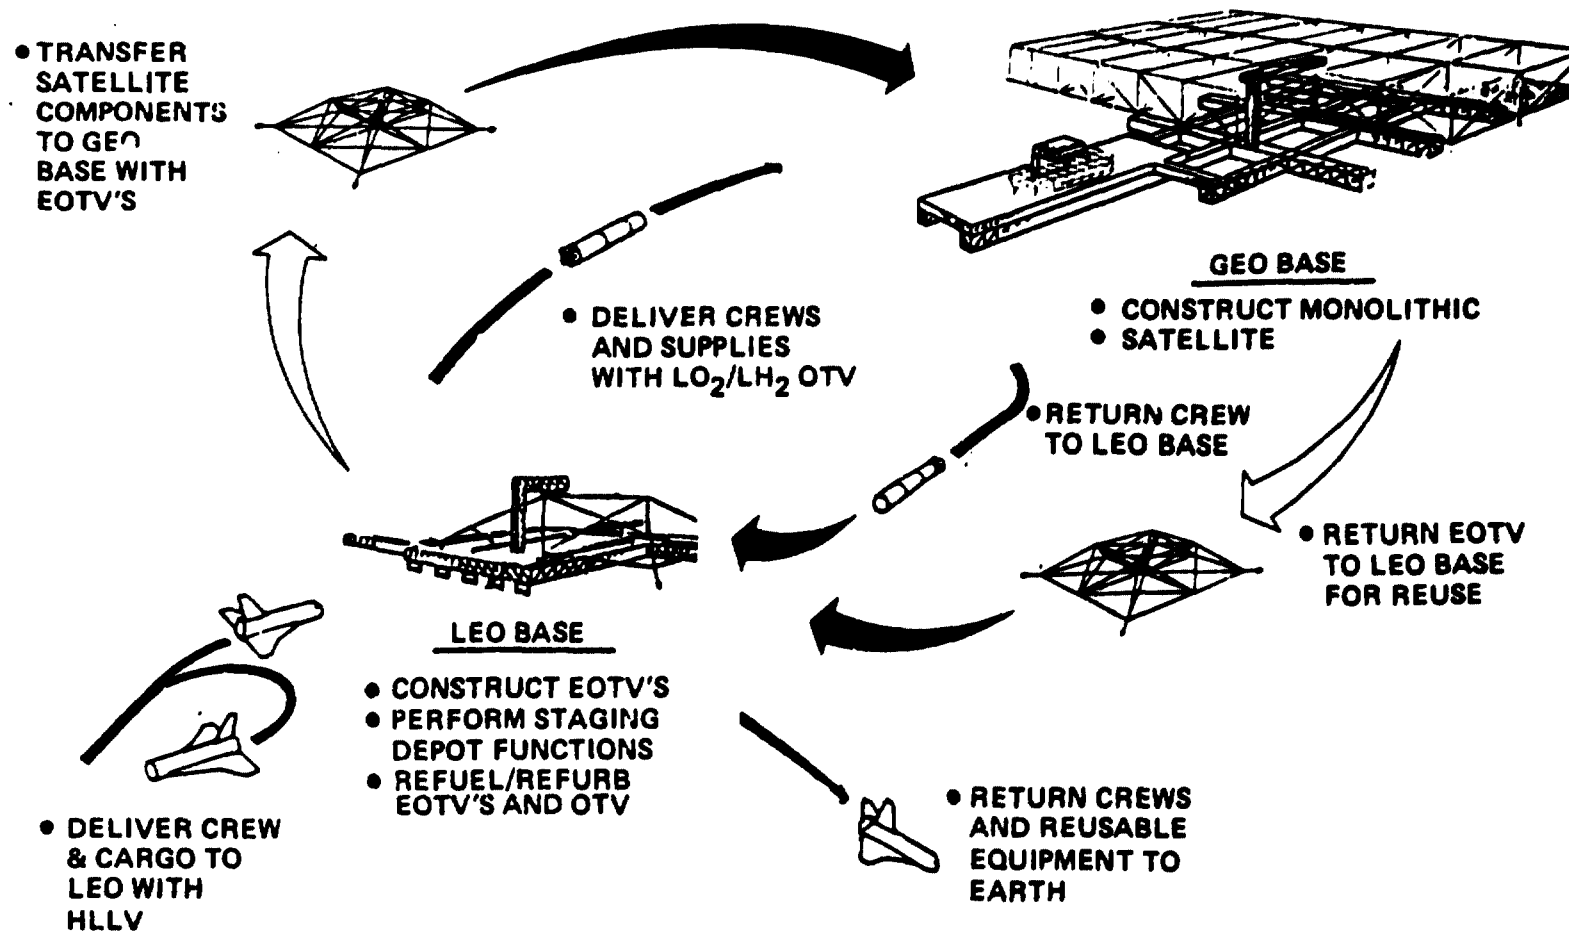 ● TRANSFER
SATELLITE
COMPONENTS
TO GEO
BASE WITH
EOTV'S
● DELIVER CREWS
AND SUPPLIES
WITH LO₂/LH₂ OTV
GEO BASE
● CONSTRUCT MONOLITHIC
● SATELLITE
● RETURN CREW
TO LEO BASE
● RETURN EOTV
TO LEO BASE
FOR REUSE
LEO BASE
● CONSTRUCT EOTV'S
● PERFORM STAGING
DEPOT FUNCTIONS
● REFUEL/REFURB
EOTV'S AND OTV
● DELIVER CREW
& CARGO TO
LEO WITH
HLLV
● RETURN CREWS
AND REUSABLE
EQUIPMENT TO
EARTH